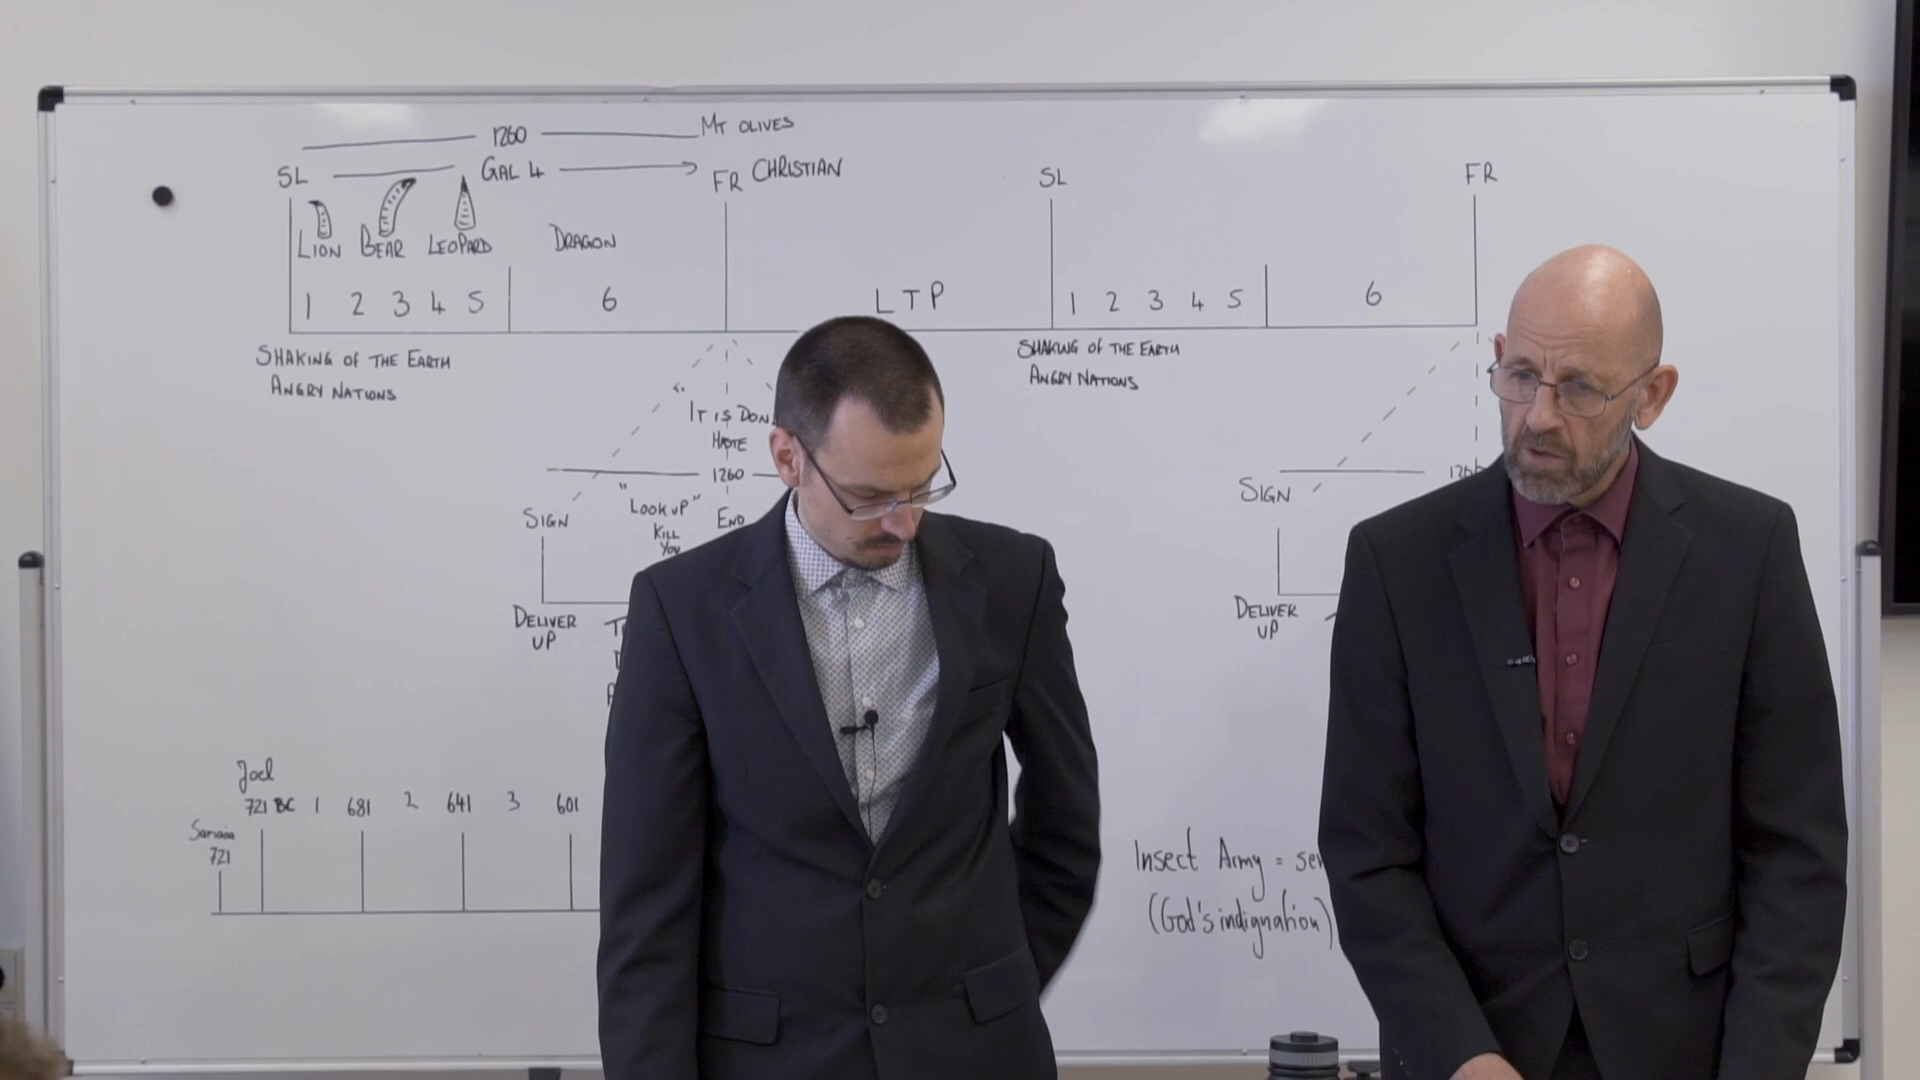 1260 MT OLIVES
SL GAL 4 FR CHRISTIAN SL FR
LION BEAR LEOPARD DRAGON
1 2 3 4 5 6 LTP 1 2 3 4 5 6
SHAKING OF THE EARTH
ANGRY NATIONS
SHAKING OF THE EARTH
ANGRY NATIONS
"IT IS DON
HASTE
1260
SIGN "LOOK UP" END
KILL
YOU
DELIVER
UP
SIGN
DELIVER
UP
Joel
721 BC 1 681 2 641 3 601
Samaria
721
Insect Army =
(God's indignation)